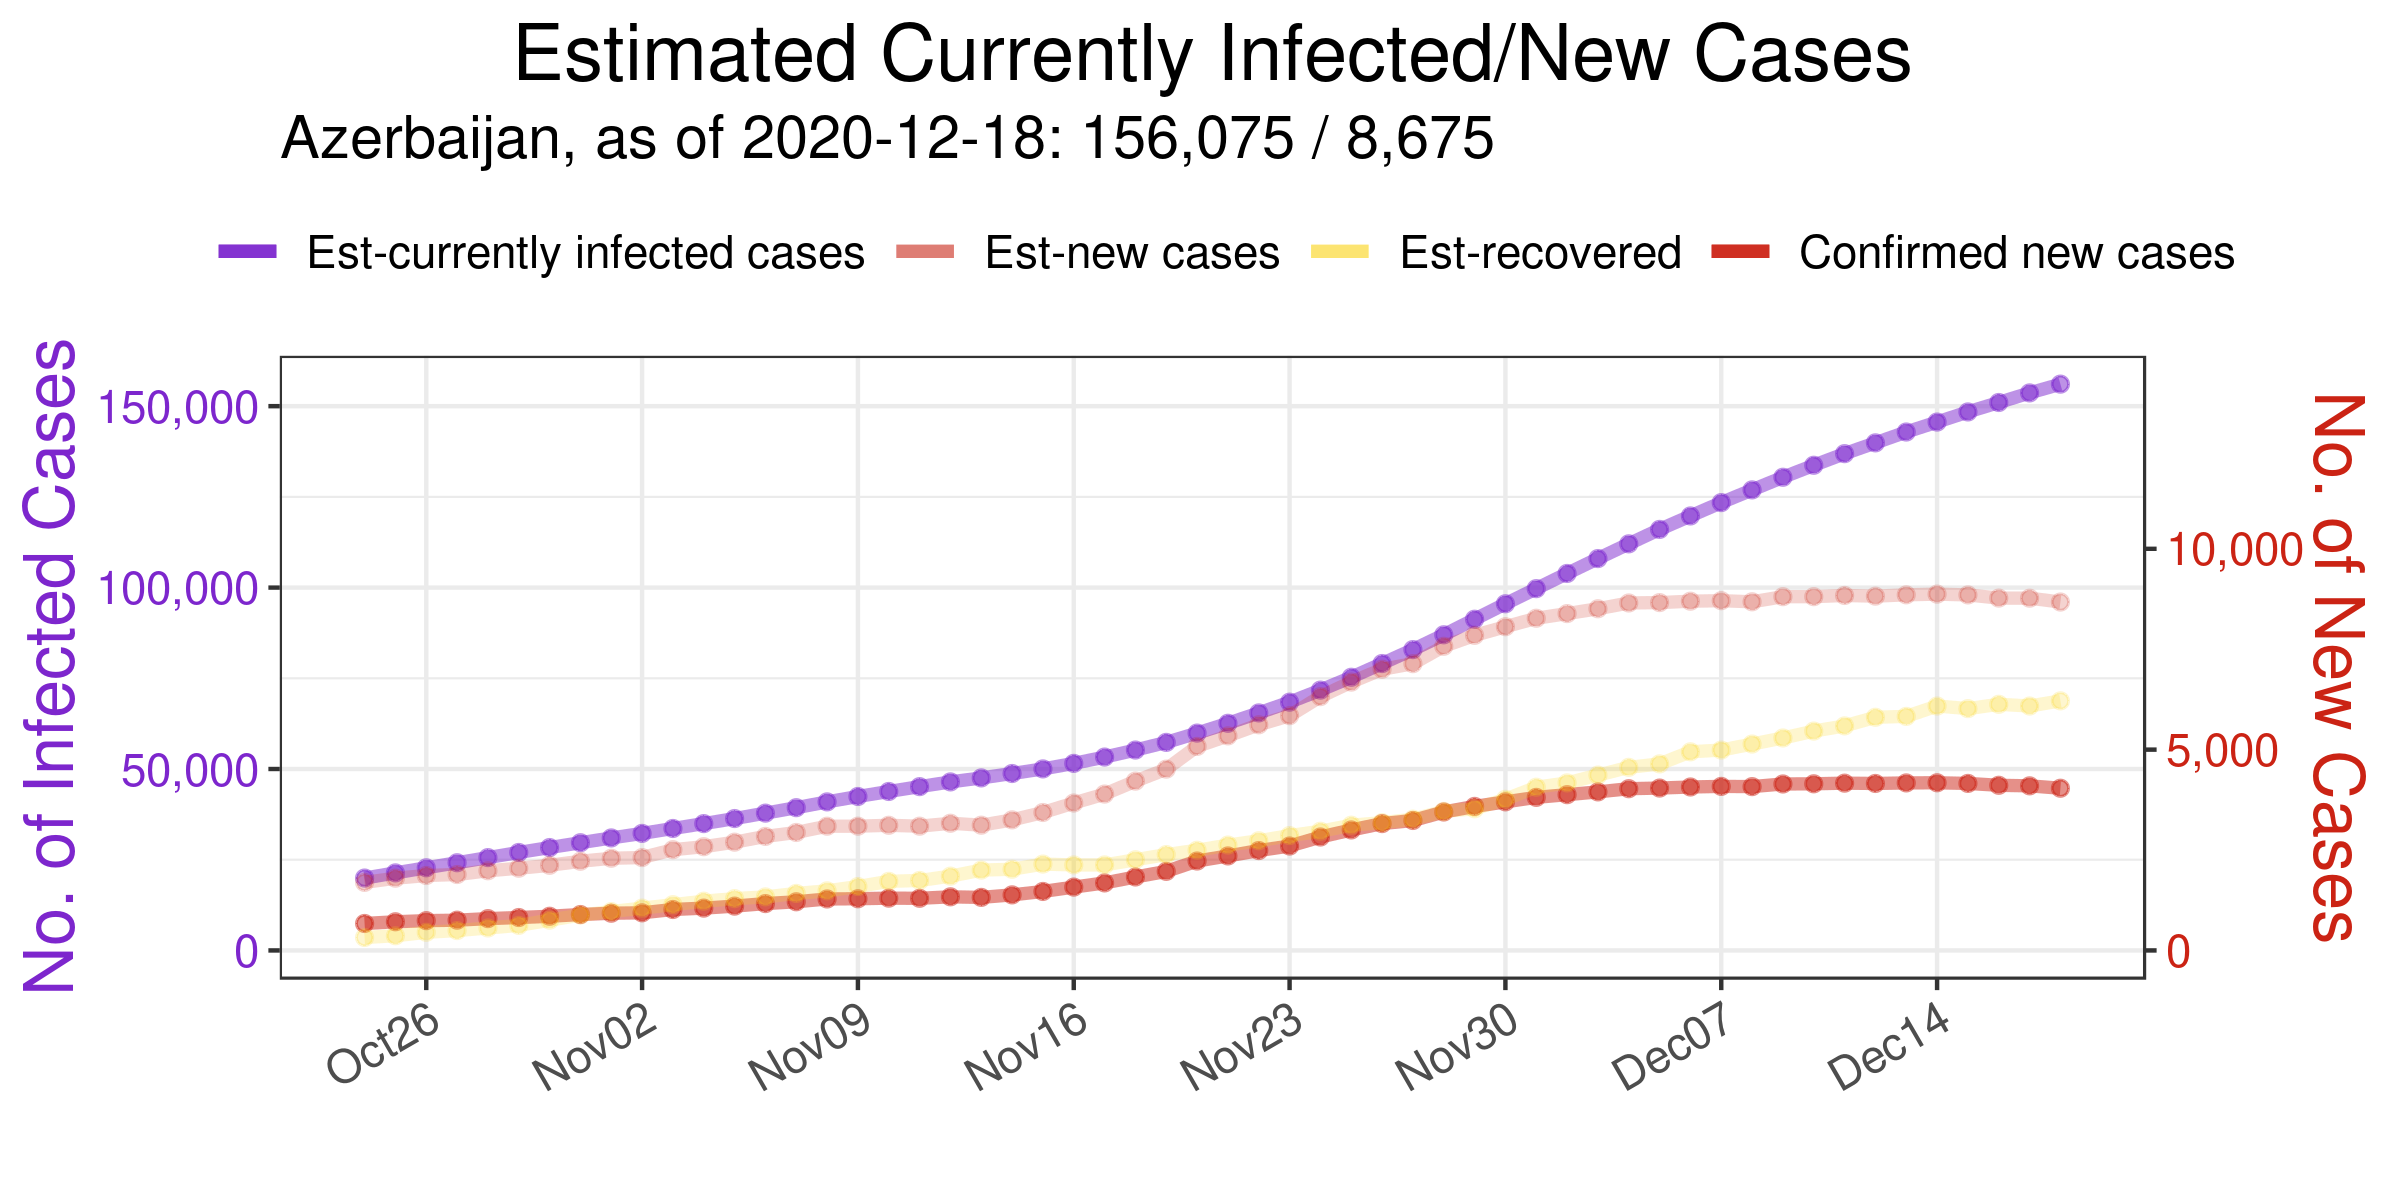 Estimated Currently Infected/New Cases
Azerbaijan, as of 2020-12-18: 156,075 / 8,675
Est-currently infected cases Est-new cases Est-recovered Confirmed new cases
No. of Infected Cases
150,000
100,000
50,000
0
10,000
5,000
0
No. of New Cases
Oct26 Nov02 Nov09 Nov16 Nov23 Nov30 Dec07 Dec14